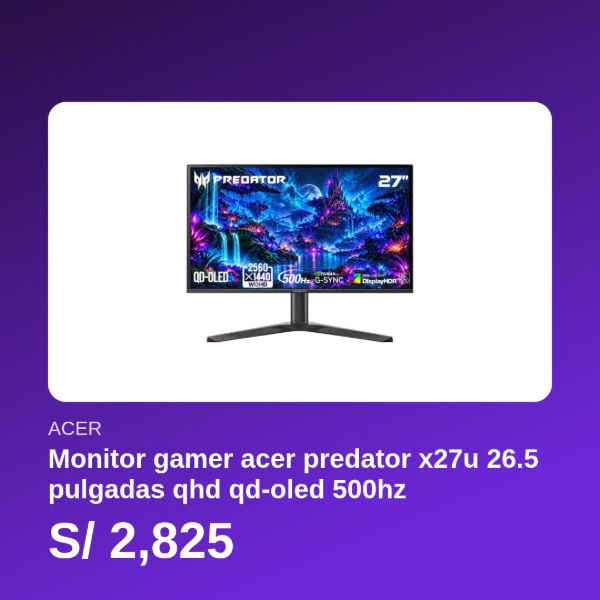 PREDATOR
27"
QD-OLED
2560
×1440
WQHD
500Hz
NVIDIA
G-SYNC
DisplayHDR
ACER
Monitor gamer acer predator x27u 26.5
pulgadas qhd qd-oled 500hz
S/ 2,825